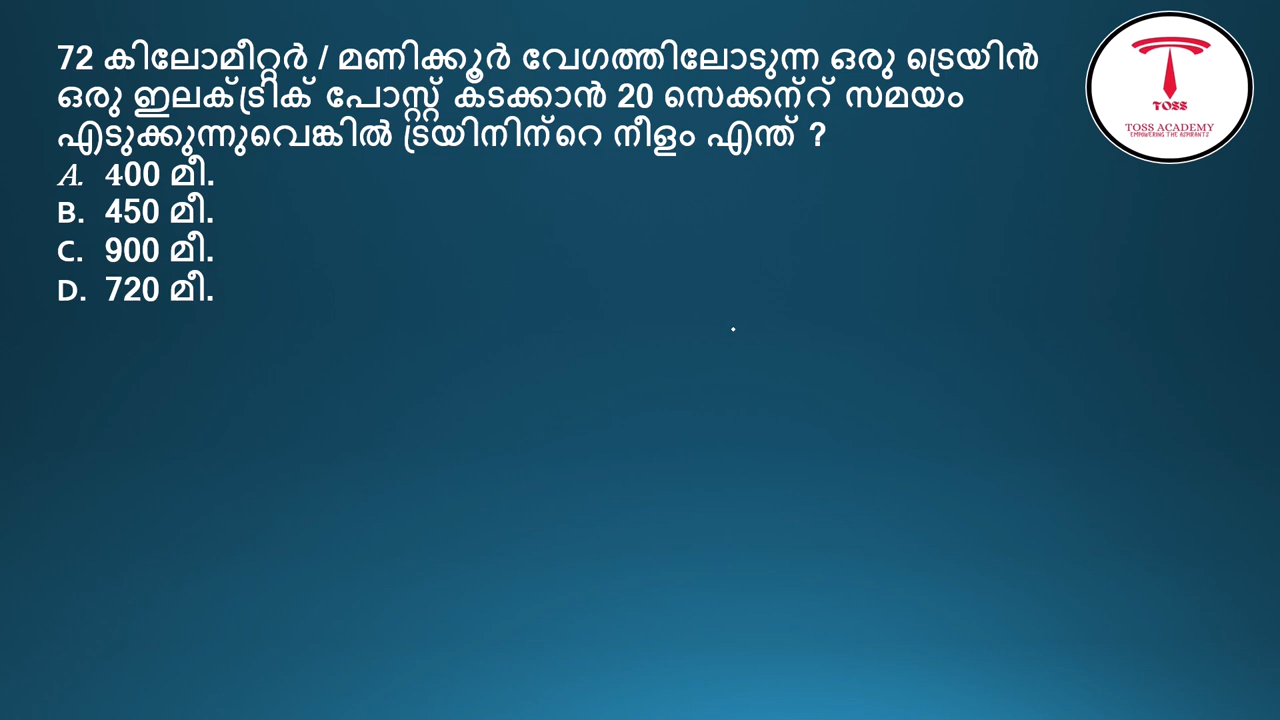 72 കിലോമീറ്റർ / മണിക്കൂർ വേഗത്തിലോടുന്ന ഒരു ട്രെയിൻ
ഒരു ഇലക്ട്രിക് പോസ്റ്റ് കടക്കാൻ 20 സെക്കന്റ് സമയം
എടുക്കുന്നുവെങ്കിൽ ട്രയിനിന്റെ നീളം എന്ത് ?
A. 400 മീ.
B. 450 മീ.
C. 900 മീ.
D. 720 മീ.
TOSS
TOSS ACADEMY
EMPOWERING THE ASPIRANTS